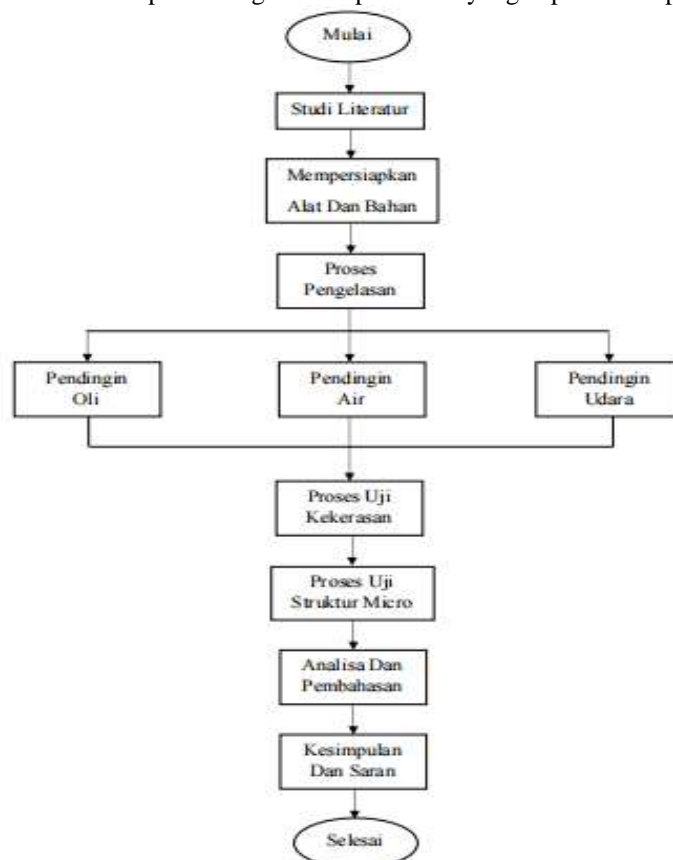 Mulai
Studi Literatur
Mempersiapkan
Alat Dan Bahan
Proses
Pengelasan
Pendingin
Oli
Pendingin
Air
Pendingin
Udara
Proses Uji
Kekerasan
Proses Uji
Struktur Micro
Analisa Dan
Pembahasan
Kesimpulan
Dan Saran
Selesai